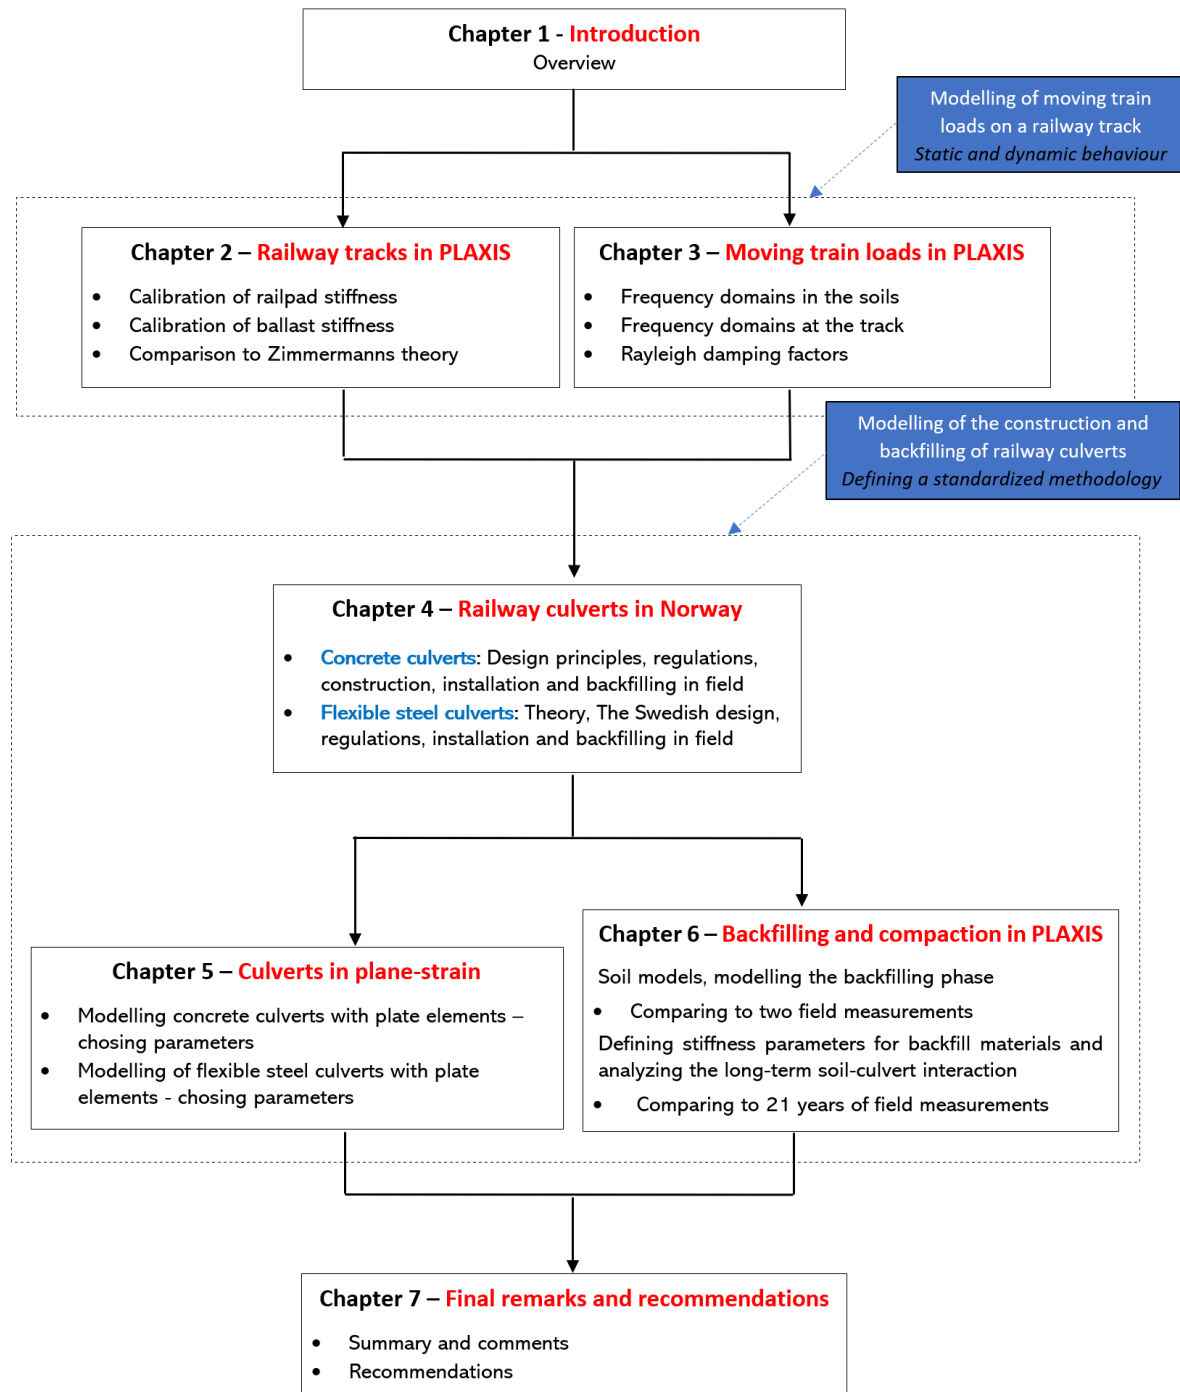 Chapter 1 - Introduction
Overview
Modelling of moving train
loads on a railway track
Static and dynamic behaviour
Chapter 2 – Railway tracks in PLAXIS
• Calibration of railpad stiffness
• Calibration of ballast stiffness
• Comparison to Zimmermanns theory
Chapter 3 – Moving train loads in PLAXIS
• Frequency domains in the soils
• Frequency domains at the track
• Rayleigh damping factors
Modelling of the construction and
backfilling of railway culverts
Defining a standardized methodology
Chapter 4 – Railway culverts in Norway
• Concrete culverts: Design principles, regulations,
construction, installation and backfilling in field
• Flexible steel culverts: Theory, The Swedish design,
regulations, installation and backfilling in field
Chapter 5 – Culverts in plane-strain
• Modelling concrete culverts with plate elements –
chosing parameters
• Modelling of flexible steel culverts with plate
elements - chosing parameters
Chapter 6 – Backfilling and compaction in PLAXIS
Soil models, modelling the backfilling phase
• Comparing to two field measurements
Defining stiffness parameters for backfill materials and
analyzing the long-term soil-culvert interaction
• Comparing to 21 years of field measurements
Chapter 7 – Final remarks and recommendations
• Summary and comments
• Recommendations